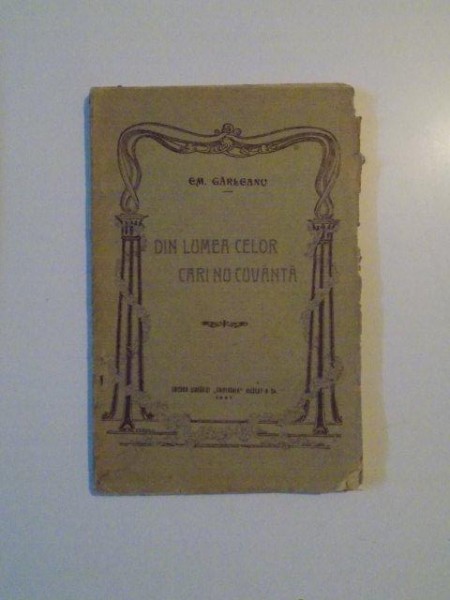 EM. GÂRLEANU
DIN LUMEA CELOR
CARI NU CUVÂNTĂ